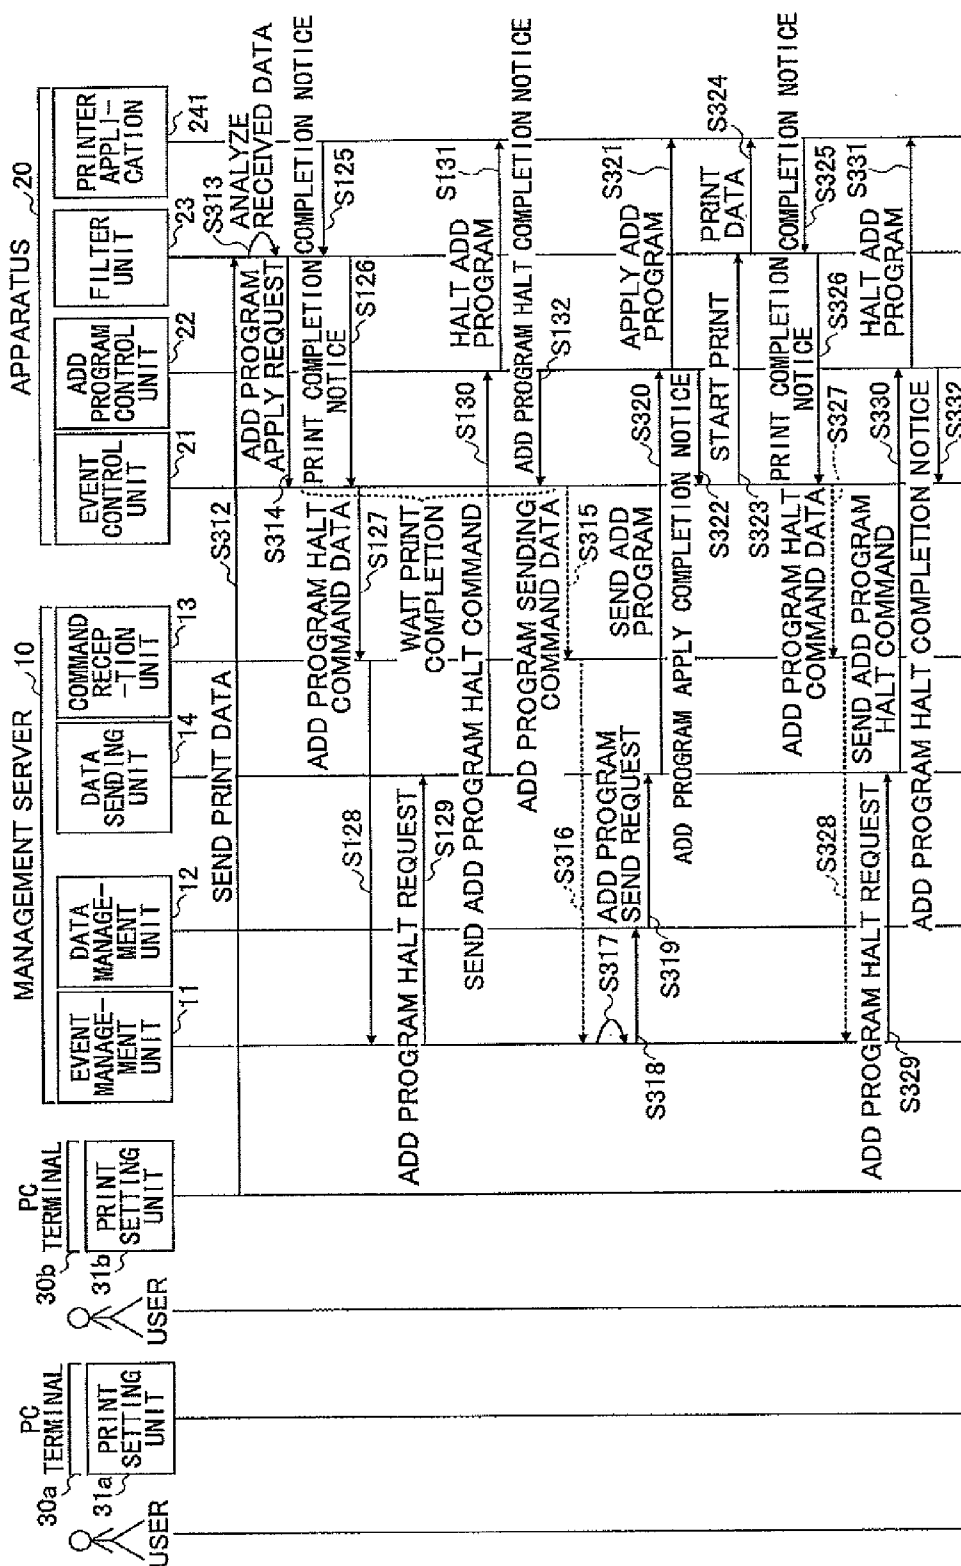 USER
PC
TERMINAL
30a
31a
PRINT
SETTING
UNIT
USER
PC
TERMINAL
30b
31b
PRINT
SETTING
UNIT
MANAGEMENT SERVER 10
EVENT
MANAGE-
MENT
UNIT
11
DATA
MANAGE-
MENT
UNIT
12
DATA
SENDING
UNIT
14
COMMAND
RECEP
-TION
UNIT
13
APPARATUS 20
EVENT
CONTROL
UNIT
21
ADD
PROGRAM
CONTROL
UNIT
22
FILTER
UNIT
23
PRINTER
APPLI-
CATION
241
SEND PRINT DATA
S312
S313
ANALYZE
RECEIVED DATA
ADD PROGRAM
APPLY REQUEST
S314
COMPLETION NOTICE
S125
PRINT COMPLETION
NOTICE
S126
ADD PROGRAM HALT
COMMAND DATA
S127
S128
WAIT PRINT
COMPLETION
ADD PROGRAM HALT REQUEST
S129
SEND ADD PROGRAM HALT COMMAND
S130
HALT ADD
PROGRAM
S131
ADD PROGRAM HALT COMPLETION NOTICE
S132
ADD PROGRAM SENDING
COMMAND DATA
S315
S316
S317
S318
ADD PROGRAM
SEND REQUEST
S319
SEND ADD
PROGRAM
S320
APPLY ADD
PROGRAM
S321
ADD PROGRAM APPLY COMPLETION NOTICE
S322
START PRINT
S323
PRINT
DATA
S324
COMPLETION NOTICE
S325
PRINT COMPLETION
NOTICE
S326
ADD PROGRAM HALT
COMMAND DATA
S327
S328
ADD PROGRAM HALT REQUEST
S329
SEND ADD PROGRAM
HALT COMMAND
S330
HALT ADD
PROGRAM
S331
ADD PROGRAM HALT COMPLETION NOTICE
S332